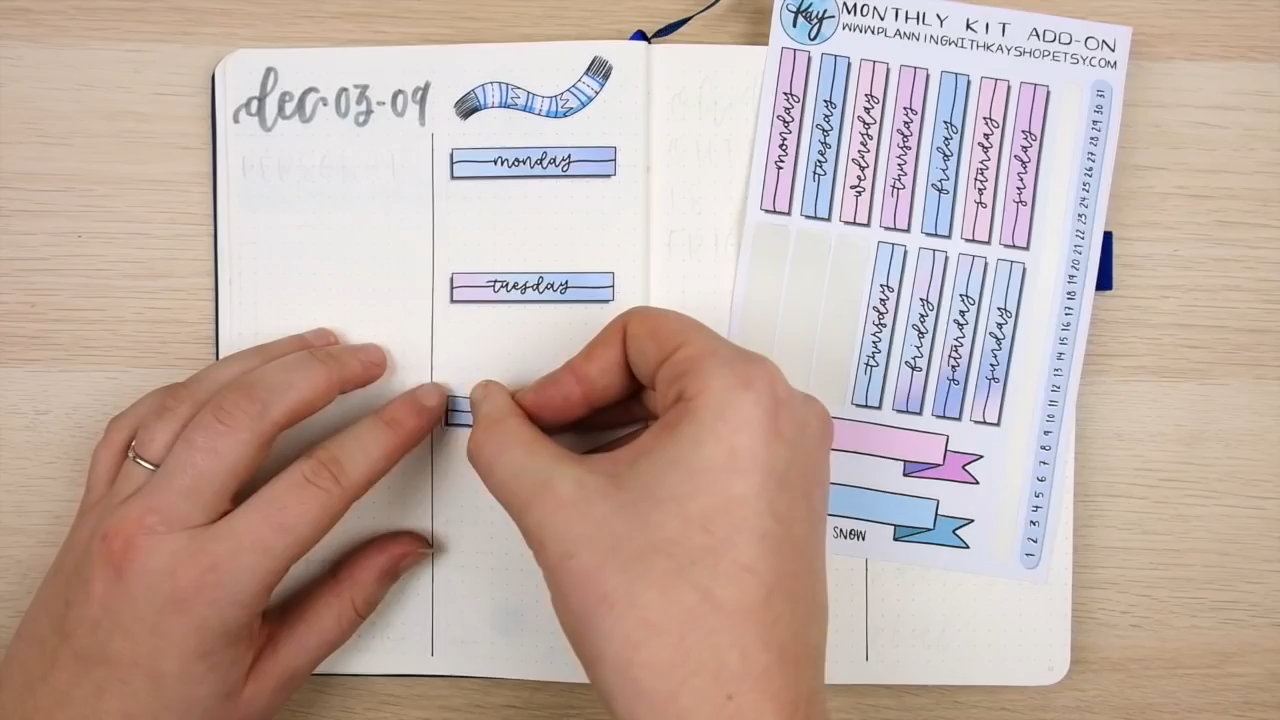 dec 03-09
monday
tuesday
Kay
MONTHLY KIT ADD-ON
WWW.PLANNINGWITHKAYSHOP.ETSY.COM
monday
tuesday
wednesday
thursday
friday
saturday
sunday
thursday
friday
saturday
sunday
SNOW
1 2 3 4 5 6 7 8 9 10 11 12 13 14 15 16 17 18 19 20 21 22 23 24 25 26 27 28 29 30 31